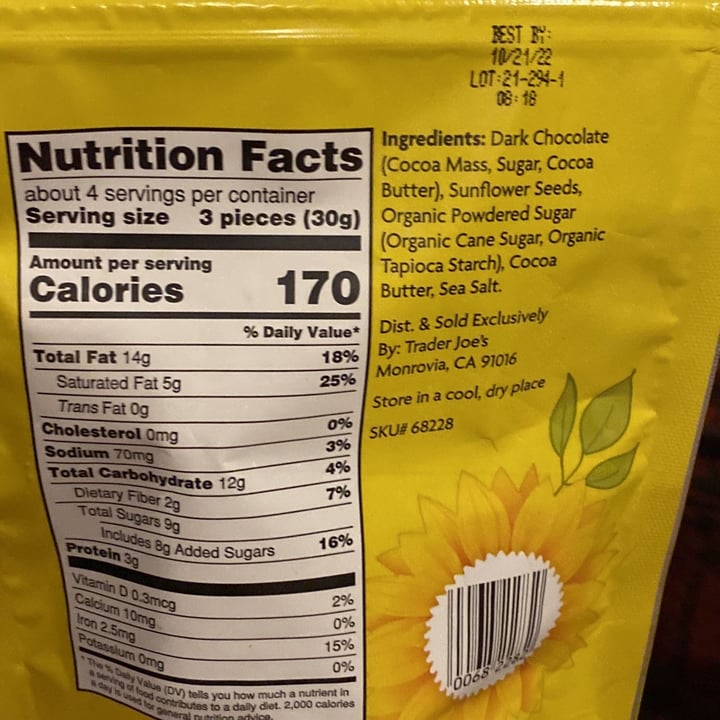 BEST BY:
10/21/22
LOT:21-294-1
08:18
Nutrition Facts
about 4 servings per container
Serving size 3 pieces (30g)
Amount per serving
Calories 170
% Daily Value*
Total Fat 14g 18%
Saturated Fat 5g 25%
Trans Fat 0g
Cholesterol 0mg 0%
Sodium 70mg 3%
Total Carbohydrate 12g 4%
Dietary Fiber 2g 7%
Total Sugars 9g
Includes 8g Added Sugars 16%
Protein 3g
Vitamin D 0.3mcg 2%
Calcium 10mg 0%
Iron 2.5mg 15%
Potassium 0mg 0%
* The % Daily Value (DV) tells you how much a nutrient in
a serving of food contributes to a daily diet. 2,000 calories
a day is used for general nutrition advice.
Ingredients: Dark Chocolate
(Cocoa Mass, Sugar, Cocoa
Butter), Sunflower Seeds,
Organic Powdered Sugar
(Organic Cane Sugar, Organic
Tapioca Starch), Cocoa
Butter, Sea Salt.
Dist. & Sold Exclusively
By: Trader Joe's
Monrovia, CA 91016
Store in a cool, dry place
SKU# 68228